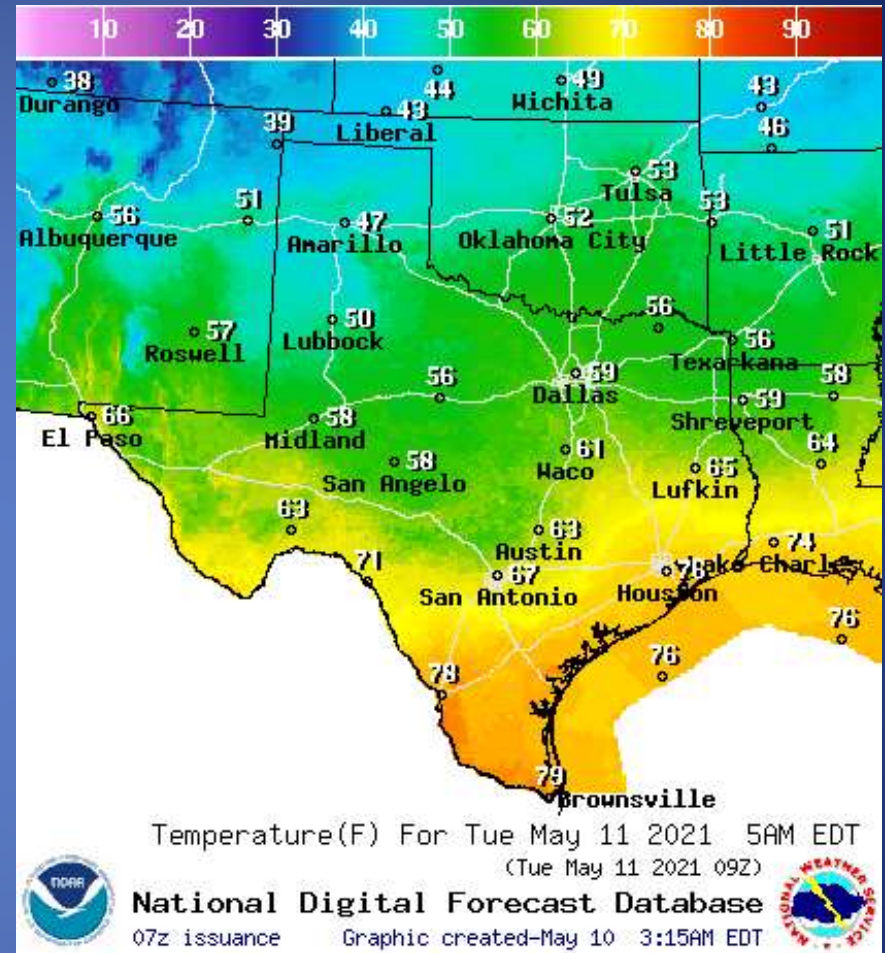 10 20 30 40 50 60 70 80 90
38 44 49 43
Durango Wichita
43
Liberal
39 46
53
Tulsa
56 51 47 52 53 51
Albuquerque Amarillo Oklahoma City Little Rock
57 50 56 56
Roswell Lubbock Texarkana
59
Dallas
56 59 58
Shreveport
66 58
El Paso Midland
61 64
Waco
58 65
San Angelo Lufkin
63 63 74
Austin Lake Charles
71 67
San Antonio Houston
78 76 76
79
Brownsville
Temperature(F) For Tue May 11 2021 5AM EDT
(Tue May 11 2021 09Z)
National Digital Forecast Database
07z issuance Graphic created-May 10 3:15AM EDT
NOAA
NATIONAL WEATHER SERVICE